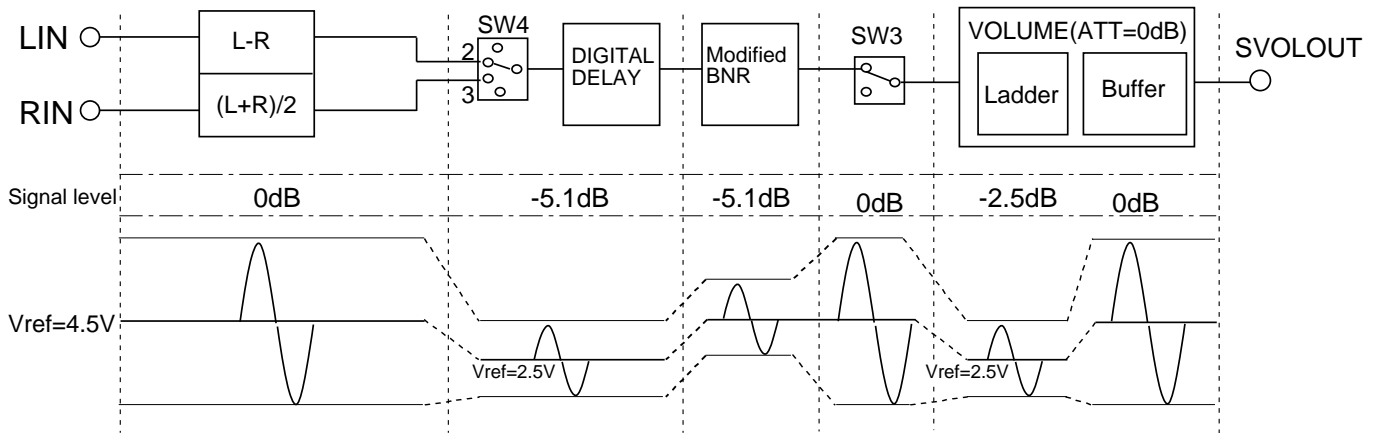 LIN
RIN
L-R
(L+R)/2
SW4
2
3
DIGITAL
DELAY
Modified
BNR
SW3
VOLUME(ATT=0dB)
Ladder
Buffer
SVOLOUT
Signal level
0dB
-5.1dB
-5.1dB
0dB
-2.5dB
0dB
Vref=4.5V
Vref=2.5V
Vref=2.5V